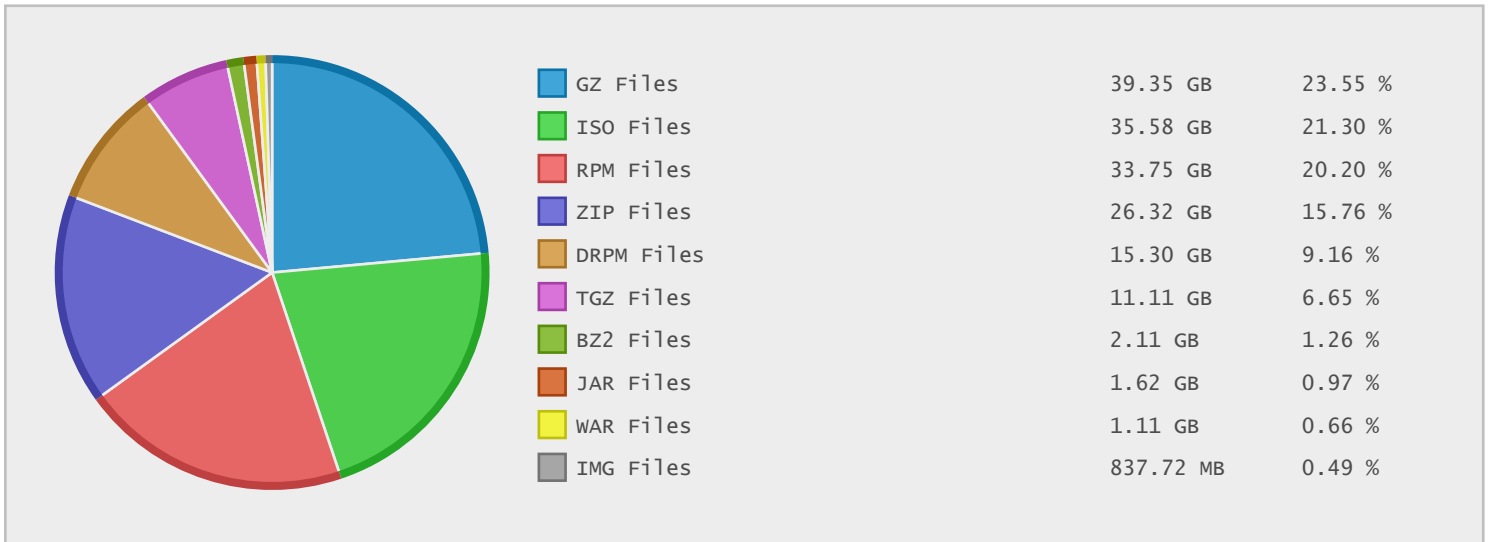 GZ Files 39.35 GB 23.55 %
ISO Files 35.58 GB 21.30 %
RPM Files 33.75 GB 20.20 %
ZIP Files 26.32 GB 15.76 %
DRPM Files 15.30 GB 9.16 %
TGZ Files 11.11 GB 6.65 %
BZ2 Files 2.11 GB 1.26 %
JAR Files 1.62 GB 0.97 %
WAR Files 1.11 GB 0.66 %
IMG Files 837.72 MB 0.49 %